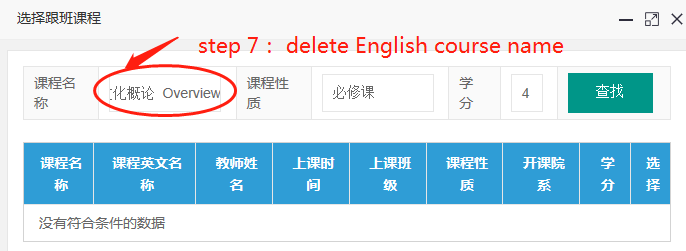 选择跟班课程
step 7： delete English course name
课程名称 化概论 Overview 课程性质 必修课 学分 4 查找
课程名称 课程英文名称 教师姓名 上课时间 上课班级 课程性质 开课院系 学分 选择
没有符合条件的数据